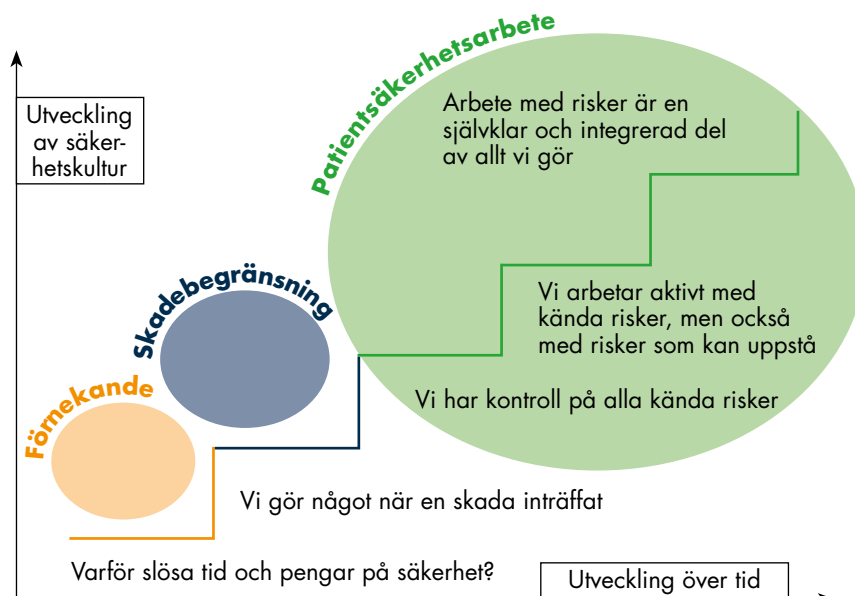 Utveckling
av säker-
hetskultur
Patientsäkerhetsarbete
Arbete med risker är en
självklar och integrerad del
av allt vi gör
Skadebegränsning
Vi arbetar aktivt med
kända risker, men också
med risker som kan uppstå
Förnekande
Vi har kontroll på alla kända risker
Vi gör något när en skada inträffat
Varför slösa tid och pengar på säkerhet?
Utveckling över tid